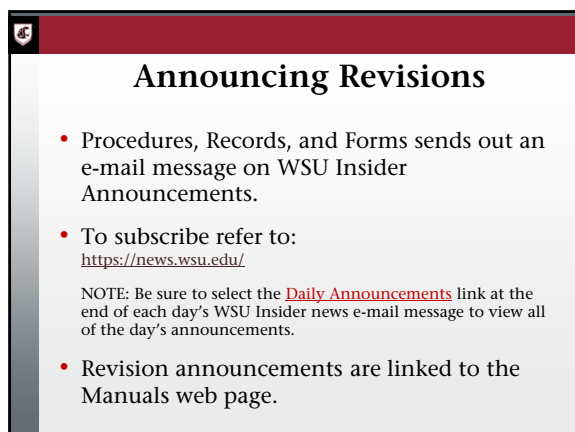 Announcing Revisions
• Procedures, Records, and Forms sends out an
e-mail message on WSU Insider
Announcements.
• To subscribe refer to:
https://news.wsu.edu/
NOTE: Be sure to select the Daily Announcements link at the
end of each day's WSU Insider news e-mail message to view all
of the day's announcements.
• Revision announcements are linked to the
Manuals web page.